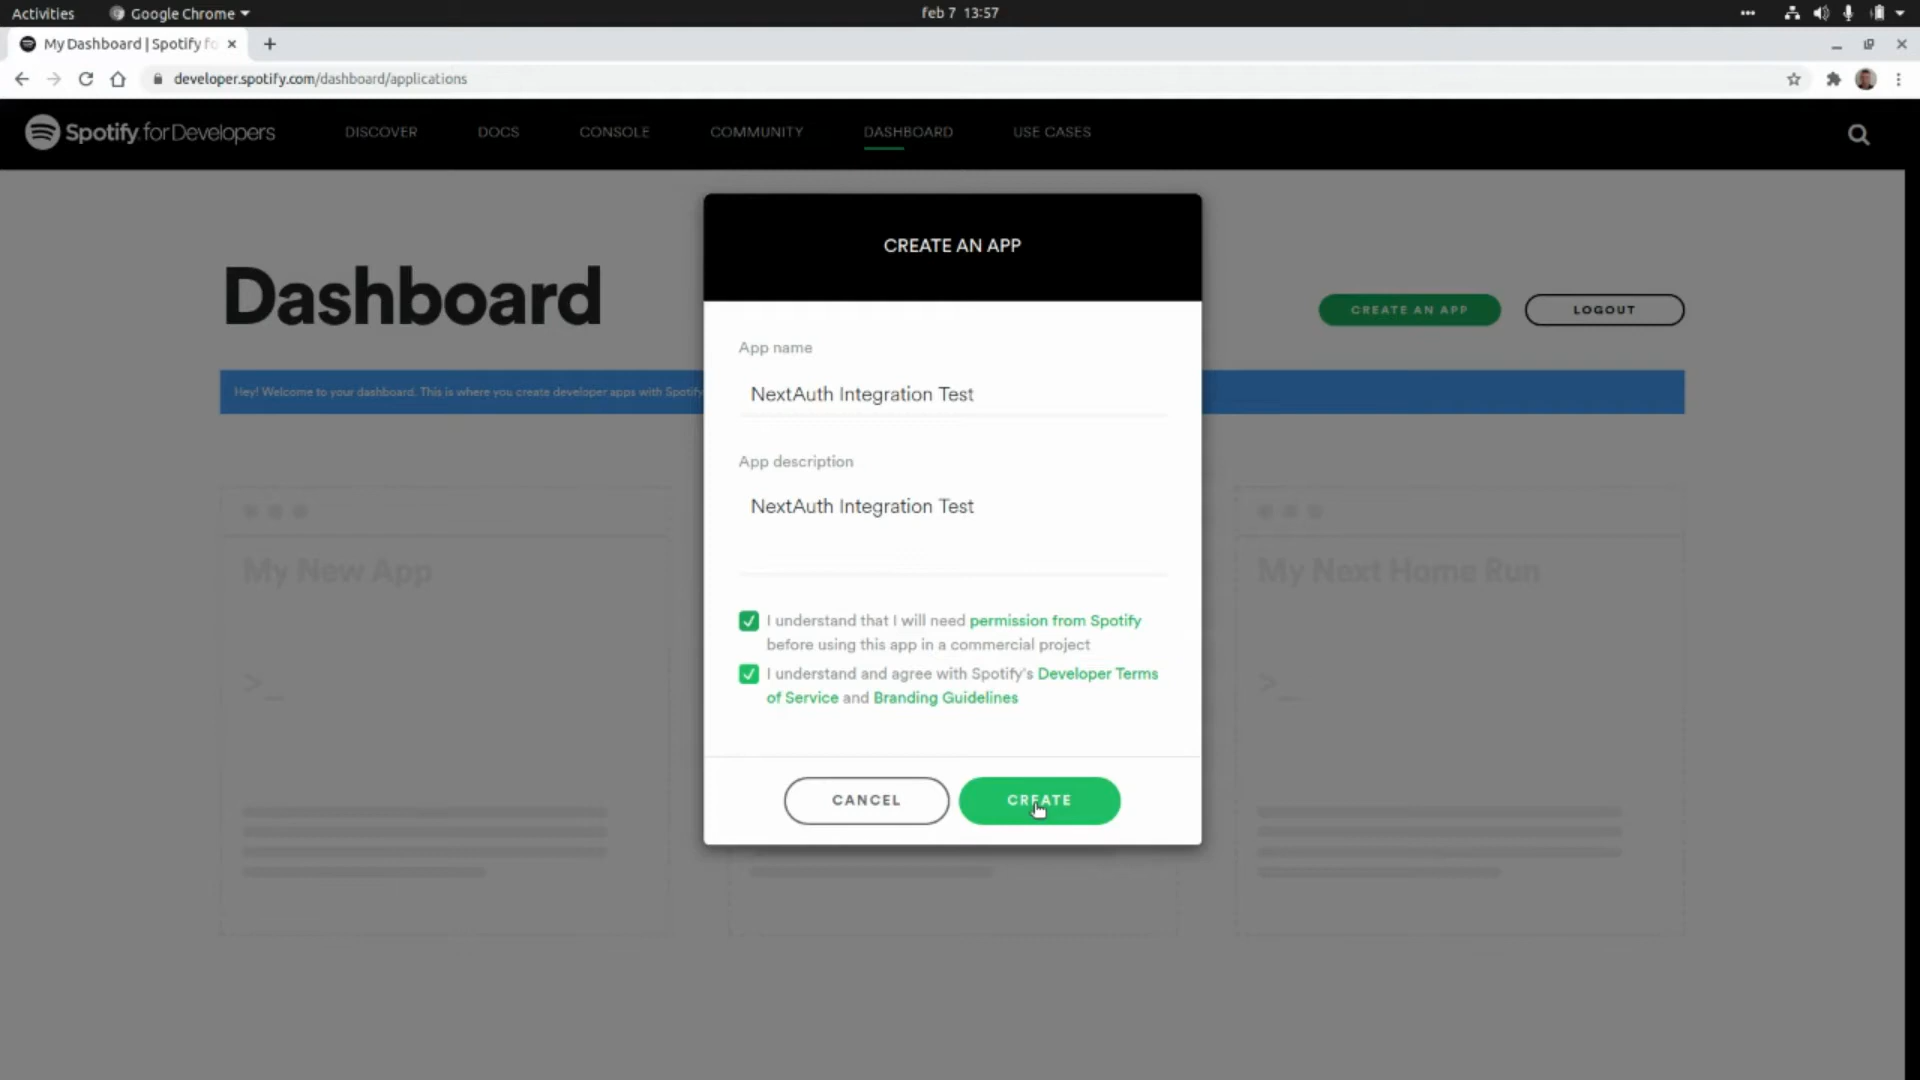 Activities
Google Chrome
feb 7 13:57
My Dashboard | Spotify fo
developer.spotify.com/dashboard/applications
Spotify for Developers
DISCOVER
DOCS
CONSOLE
COMMUNITY
DASHBOARD
USE CASES
CREATE AN APP
Dashboard
CREATE AN APP
LOGOUT
Hey! Welcome to your dashboard. This is where you create developer apps with Spotify
App name
NextAuth Integration Test
App description
NextAuth Integration Test
My New App
My Next Home Run
>_
>_
I understand that I will need permission from Spotify
before using this app in a commercial project
I understand and agree with Spotify's Developer Terms
of Service and Branding Guidelines
CANCEL
CREATE